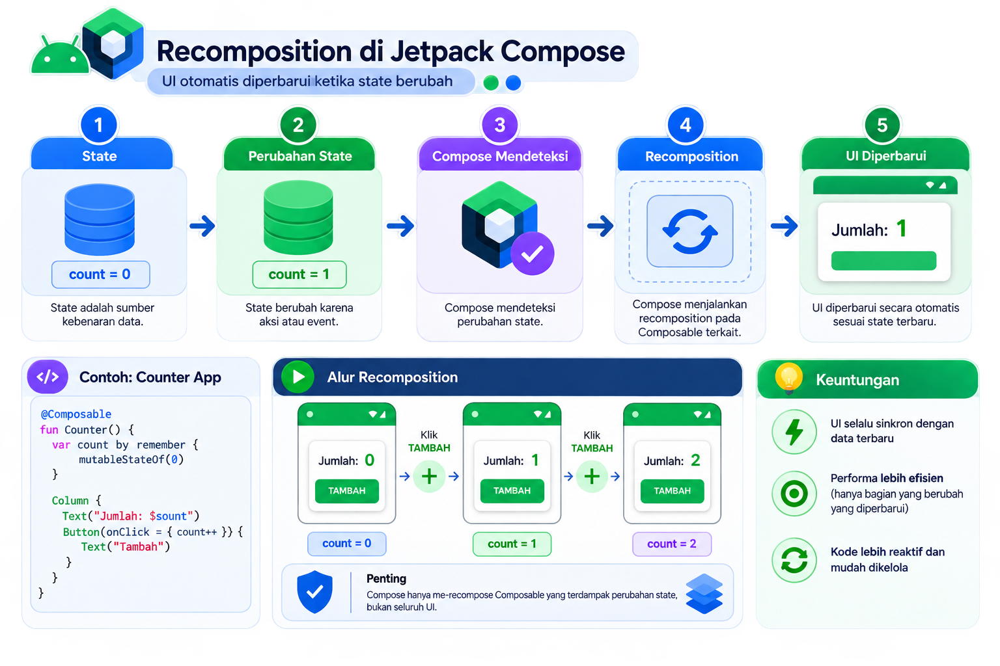 Recomposition di Jetpack Compose
UI otomatis diperbarui ketika state berubah
1
State
count = 0
State adalah sumber
kebenaran data.
2
Perubahan State
count = 1
State berubah karena
aksi atau event.
3
Compose Mendeteksi
Compose mendeteksi
perubahan state.
4
Recomposition
Compose menjalankan
recomposition pada
Composable terkait.
5
UI Diperbarui
Jumlah: 1
UI diperbarui secara otomatis
sesuai state terbaru.
</> Contoh: Counter App
@Composable
fun Counter() {
var count by remember {
mutableStateOf(0)
}
Column {
Text("Jumlah: $sount")
Button(onClick = { count++ }) {
Text("Tambah")
}
}
}
Alur Recomposition
Jumlah: 0
TAMBAH
count = 0
Klik
TAMBAH
+
Jumlah: 1
TAMBAH
count = 1
Klik
TAMBAH
+
Jumlah: 2
TAMBAH
count = 2
Penting
Compose hanya me-recompose Composable yang terdampak perubahan state,
bukan seluruh UI.
Keuntungan
UI selalu sinkron dengan
data terbaru
Performa lebih efisien
(hanya bagian yang berubah
yang diperbarui)
Kode lebih reaktif dan
mudah dikelola